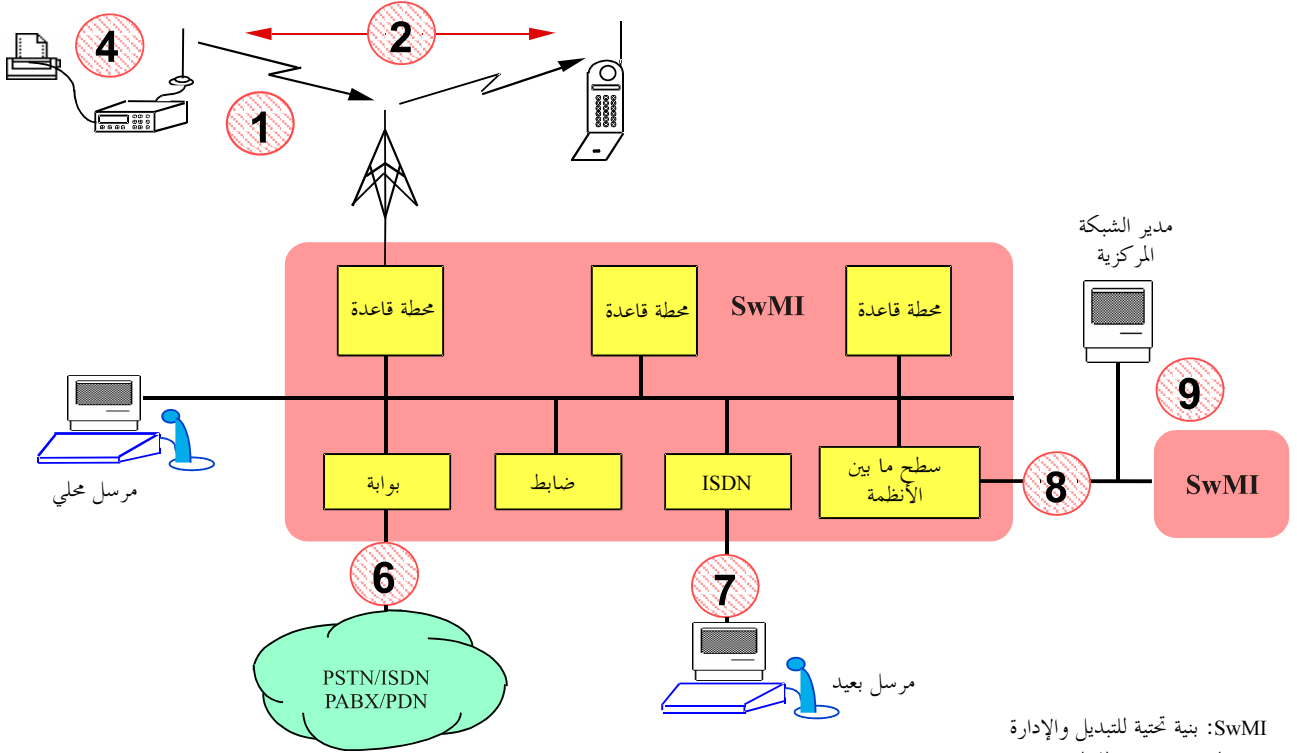 4
2
1
مدير الشبكة
المركزية
محطة قاعدة
محطة قاعدة
SwMI
محطة قاعدة
9
مرسل محلي
بوابة
ضابط
ISDN
سطح ما بين
الأنظمة
8
SwMI
6
7
PSTN/ISDN
PABX/PDN
مرسل بعيد
SwMI: بنية تحتية للتبديل والإدارة